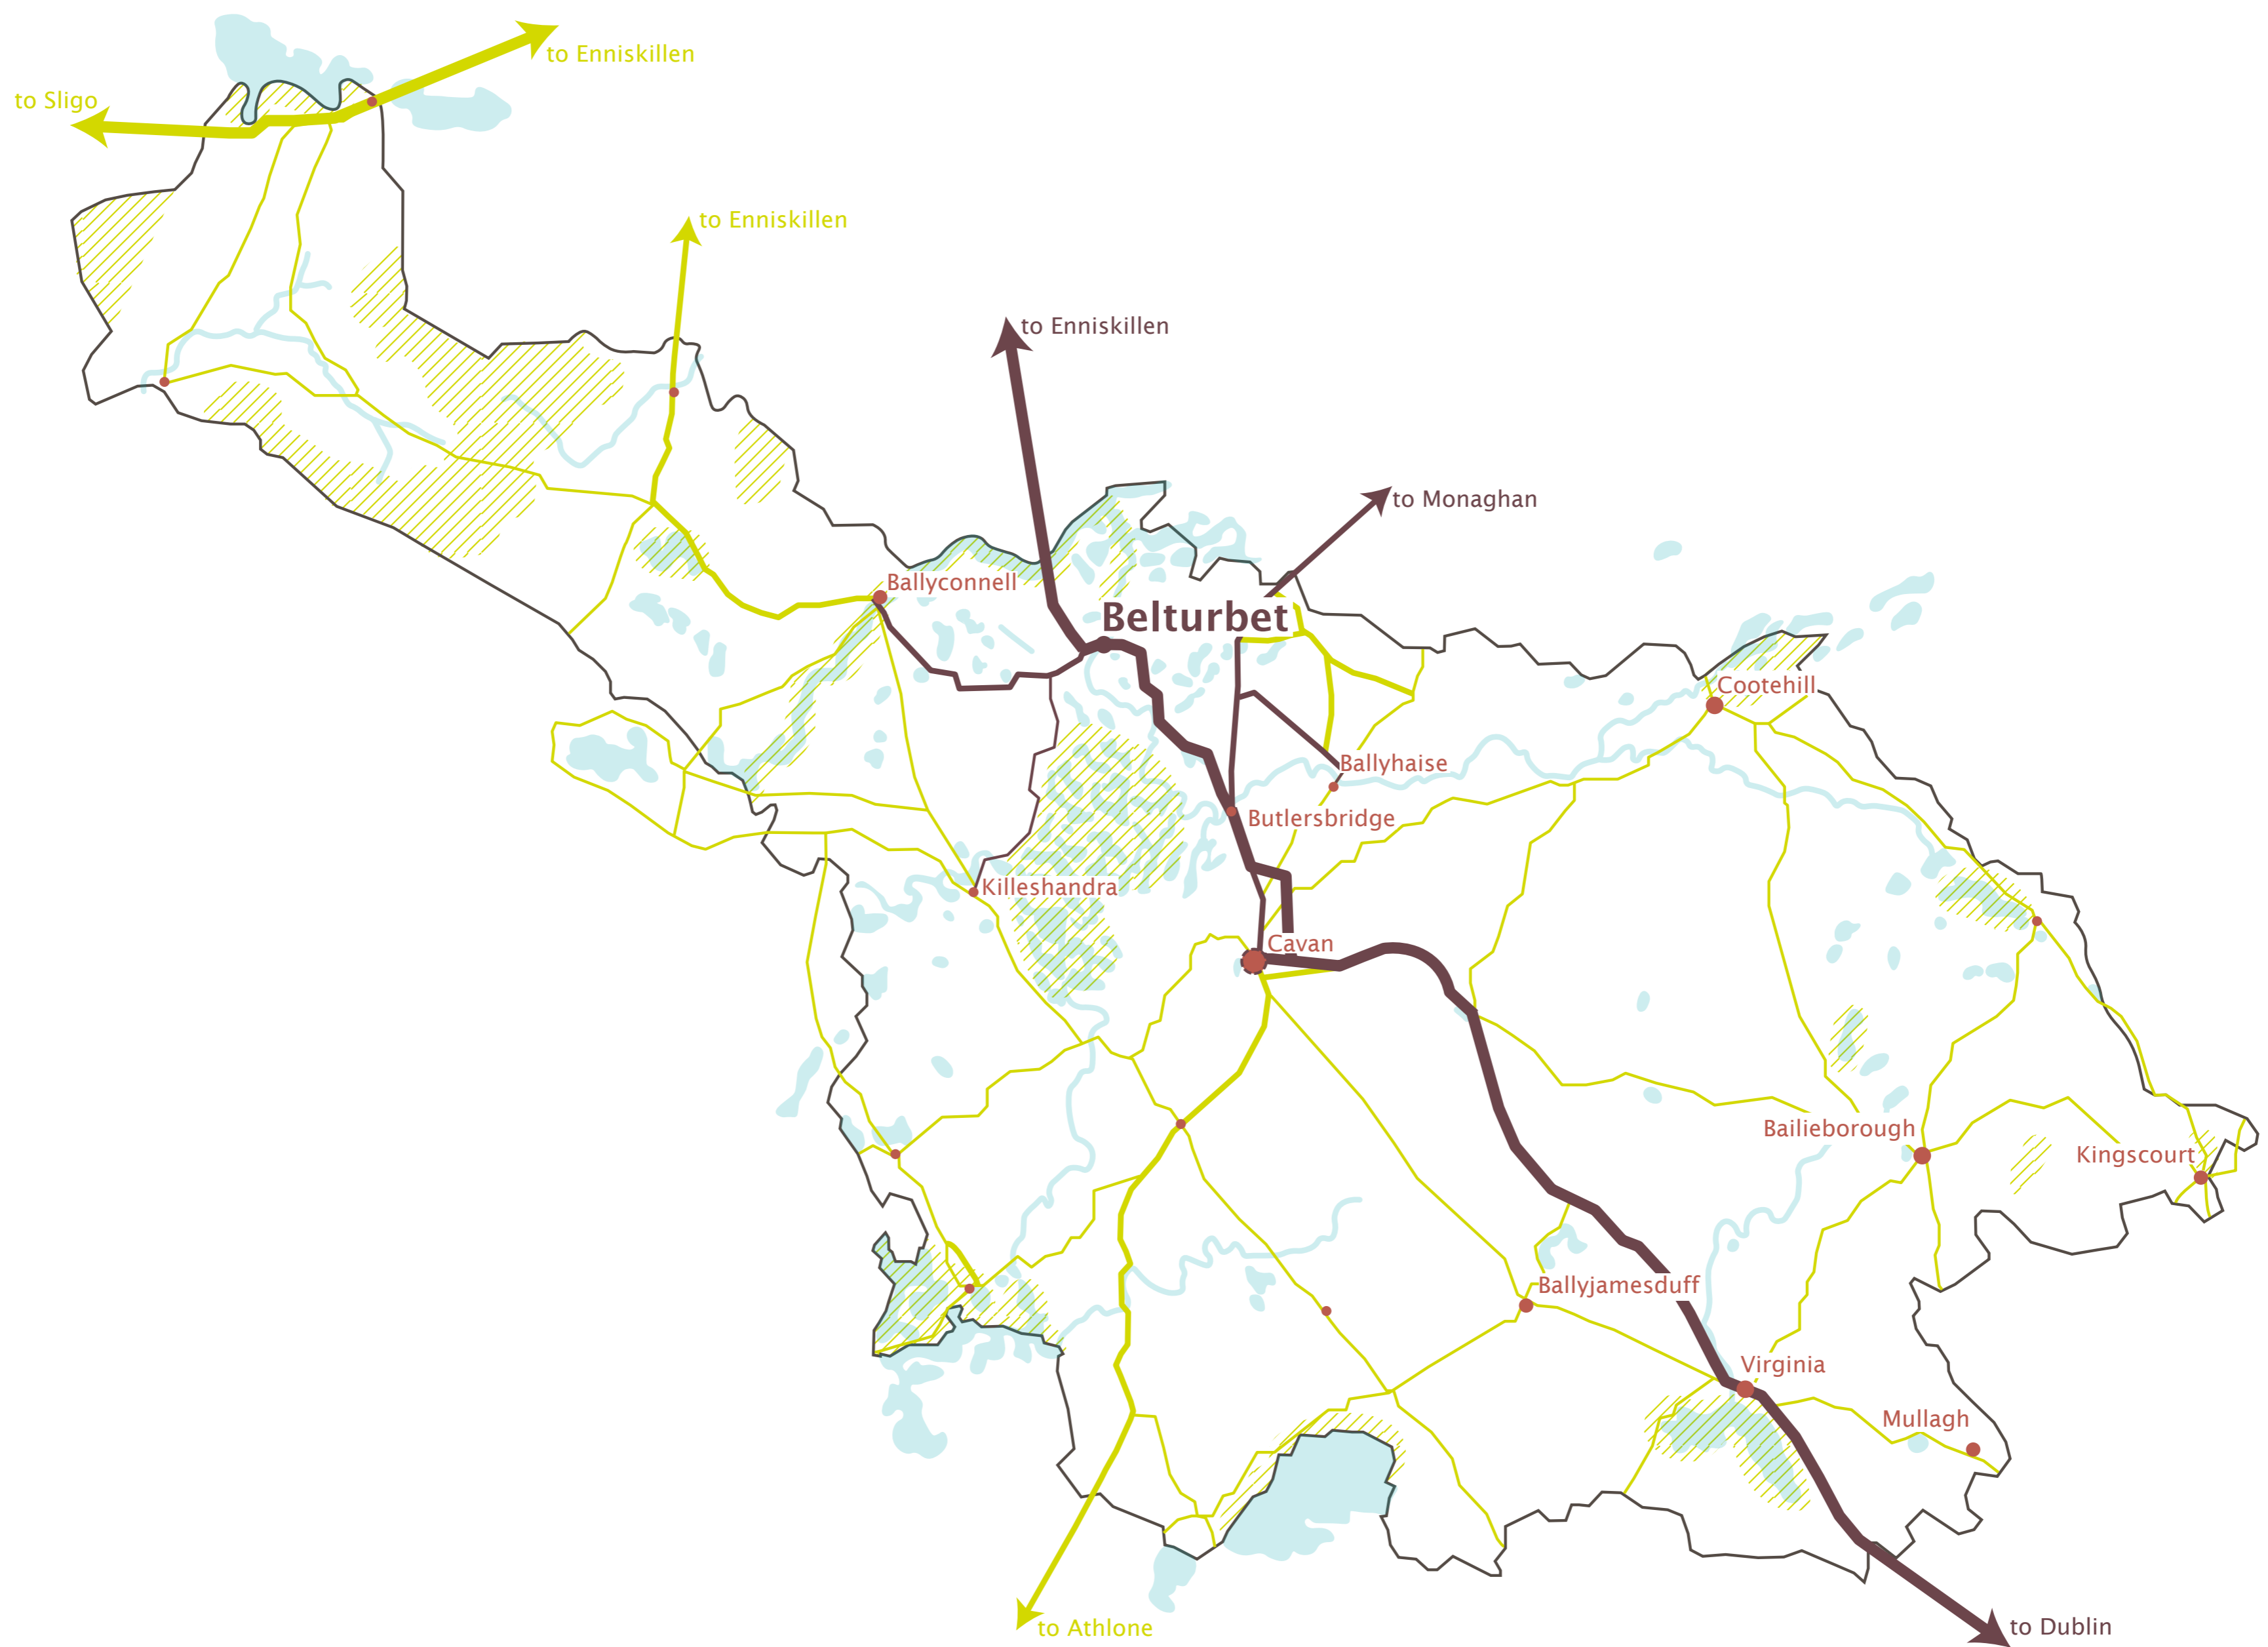 to Enniskillen
to Sligo
to Enniskillen
to Enniskillen
to Monaghan
Ballyconnell
Belturbet
Cootehill
Ballyhaise
Butlersbridge
Killeshandra
Cavan
Bailieborough
Kingscourt
Ballyjamesduff
Virginia
Mullagh
to Athlone
to Dublin